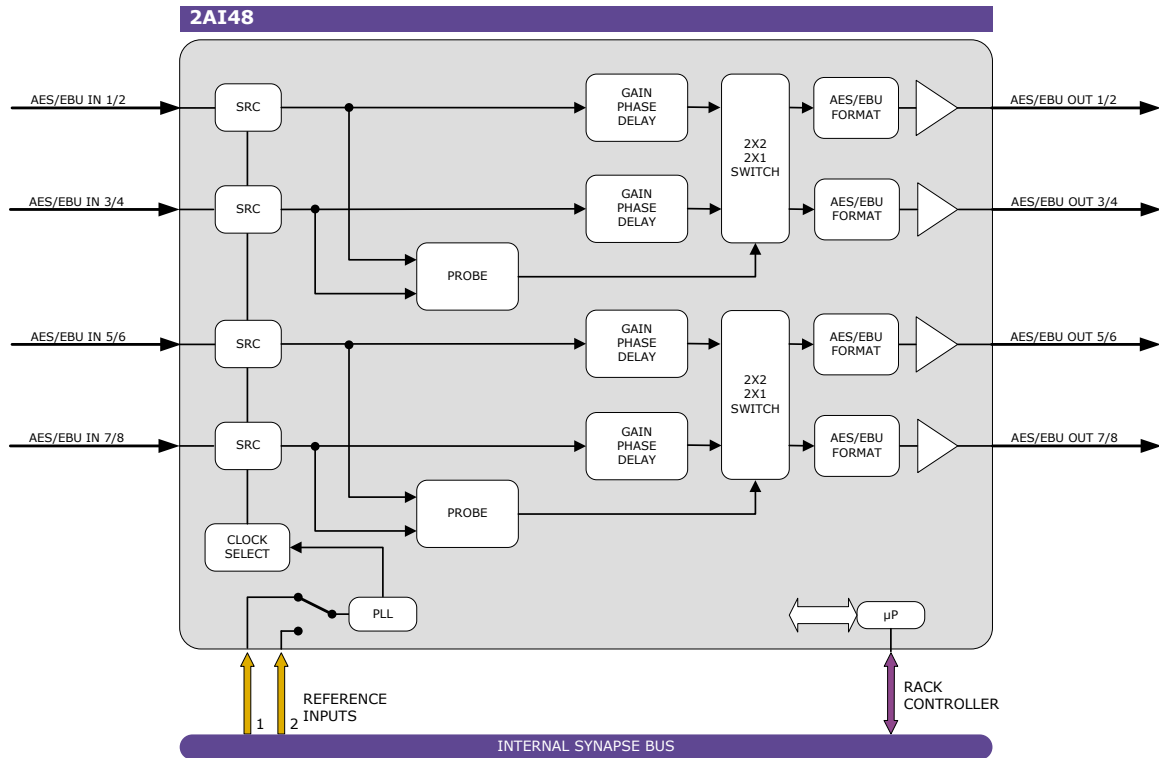 2AI48
AES/EBU IN 1/2
SRC
GAIN
PHASE
DELAY
2X2
2X1
SWITCH
AES/EBU
FORMAT
AES/EBU OUT 1/2
AES/EBU IN 3/4
SRC
GAIN
PHASE
DELAY
AES/EBU
FORMAT
AES/EBU OUT 3/4
PROBE
AES/EBU IN 5/6
SRC
GAIN
PHASE
DELAY
2X2
2X1
SWITCH
AES/EBU
FORMAT
AES/EBU OUT 5/6
AES/EBU IN 7/8
SRC
GAIN
PHASE
DELAY
AES/EBU
FORMAT
AES/EBU OUT 7/8
PROBE
CLOCK
SELECT
PLL
µP
1
2
REFERENCE
INPUTS
RACK
CONTROLLER
INTERNAL SYNAPSE BUS